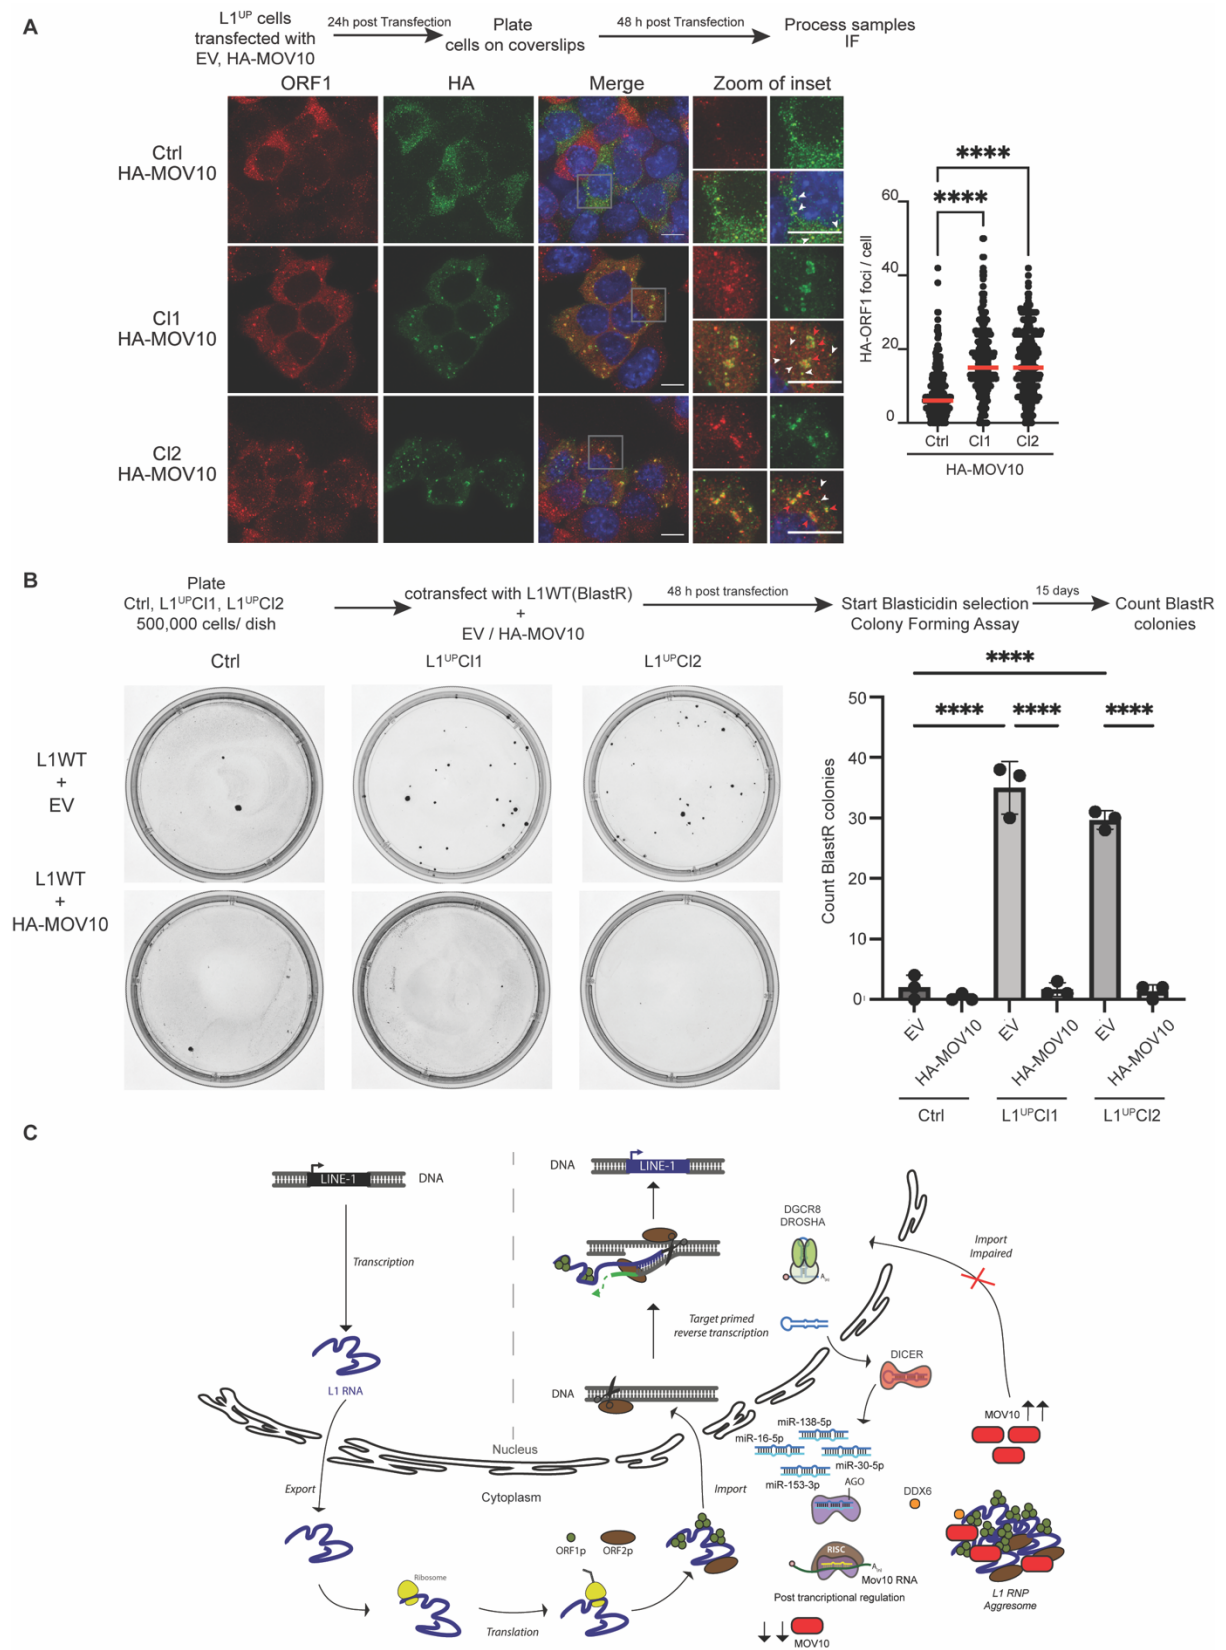 A
L1UP cells
transfected with
EV, HA-MOV10
24h post Transfection
Plate
cells on coverslips
48 h post Transfection
Process samples
IF
ORF1
HA
Merge
Zoom of inset
Ctrl
HA-MOV10
Cl1
HA-MOV10
Cl2
HA-MOV10
****
****
60
40
20
0
HA-ORF1 foci / cell
Ctrl
Cl1
Cl2
HA-MOV10
B
Plate
Ctrl, L1UPCl1, L1UPCl2
500,000 cells/ dish
cotransfect with L1WT(BlastR)
+
EV / HA-MOV10
48 h post transfection
Start Blasticidin selection
Colony Forming Assay
15 days
Count BlastR
colonies
Ctrl
L1UPCl1
L1UPCl2
L1WT
+
EV
L1WT
+
HA-MOV10
****
****
****
****
50
40
30
20
10
0
Count BlastR colonies
EV
HA-MOV10
EV
HA-MOV10
EV
HA-MOV10
Ctrl
L1UPCl1
L1UPCl2
C
LINE-1
DNA
Transcription
L1 RNA
Export
Nucleus
Cytoplasm
Ribosome
Translation
ORF1p
ORF2p
Import
DNA
LINE-1
Target primed
reverse transcription
DNA
DGCR8
DROSHA
DICER
miR-138-5p
miR-16-5p
miR-30-5p
miR-153-3p
AGO
RISC
Mov10 RNA
Post trancriptional regulation
MOV10
Import
Impaired
MOV10
DDX6
L1 RNP
Aggresome